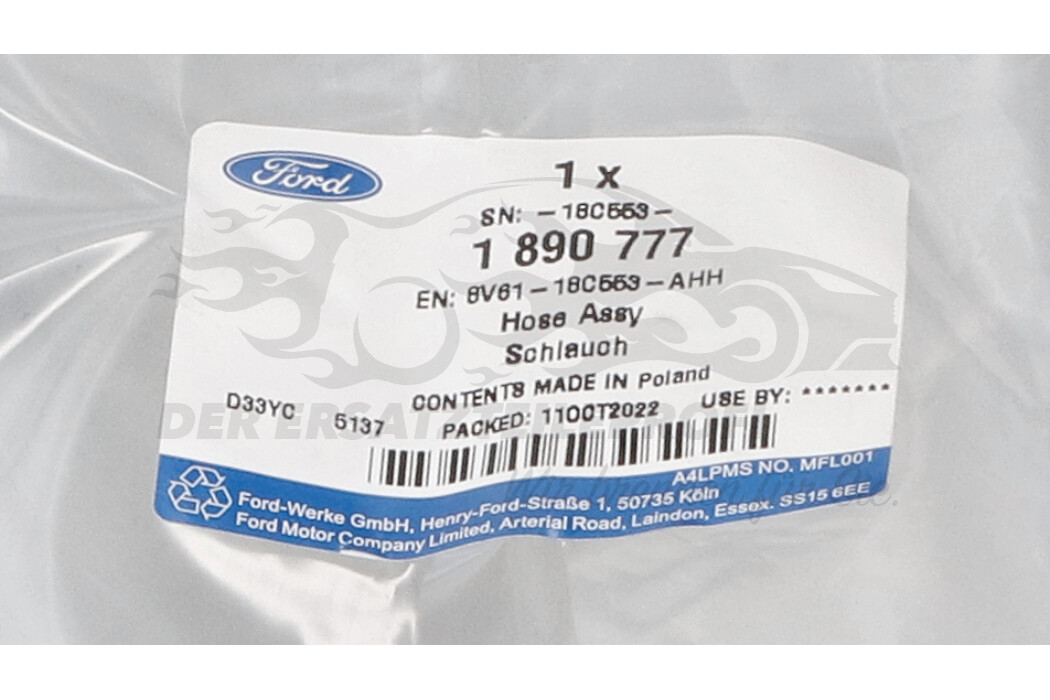 Ford
1 x
SN: -18C553-
1 890 777
EN: 8V61-18C553-AHH
Hose Assy
Schlauch
CONTENTS MADE IN Poland
D33YC 5137 PACKED: 11OCT2022 USE BY: *******
DER ERSATZTEILEPROFI
A4LPMS NO. MFL001
Ford-Werke GmbH, Henry-Ford-Straße 1, 50735 Köln
Ford Motor Company Limited, Arterial Road, Laindon, Essex. SS15 6EE